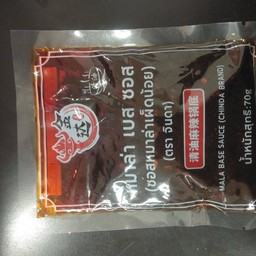 หมาล่า เบส ซอส
(ซอสหมาล่าเผ็ดน้อย)
(ตรา จินดา)
清油麻辣锅底
MALA BASE SAUCE (CHINDA BRAND)
น้ำหนักสุทธิ:70g